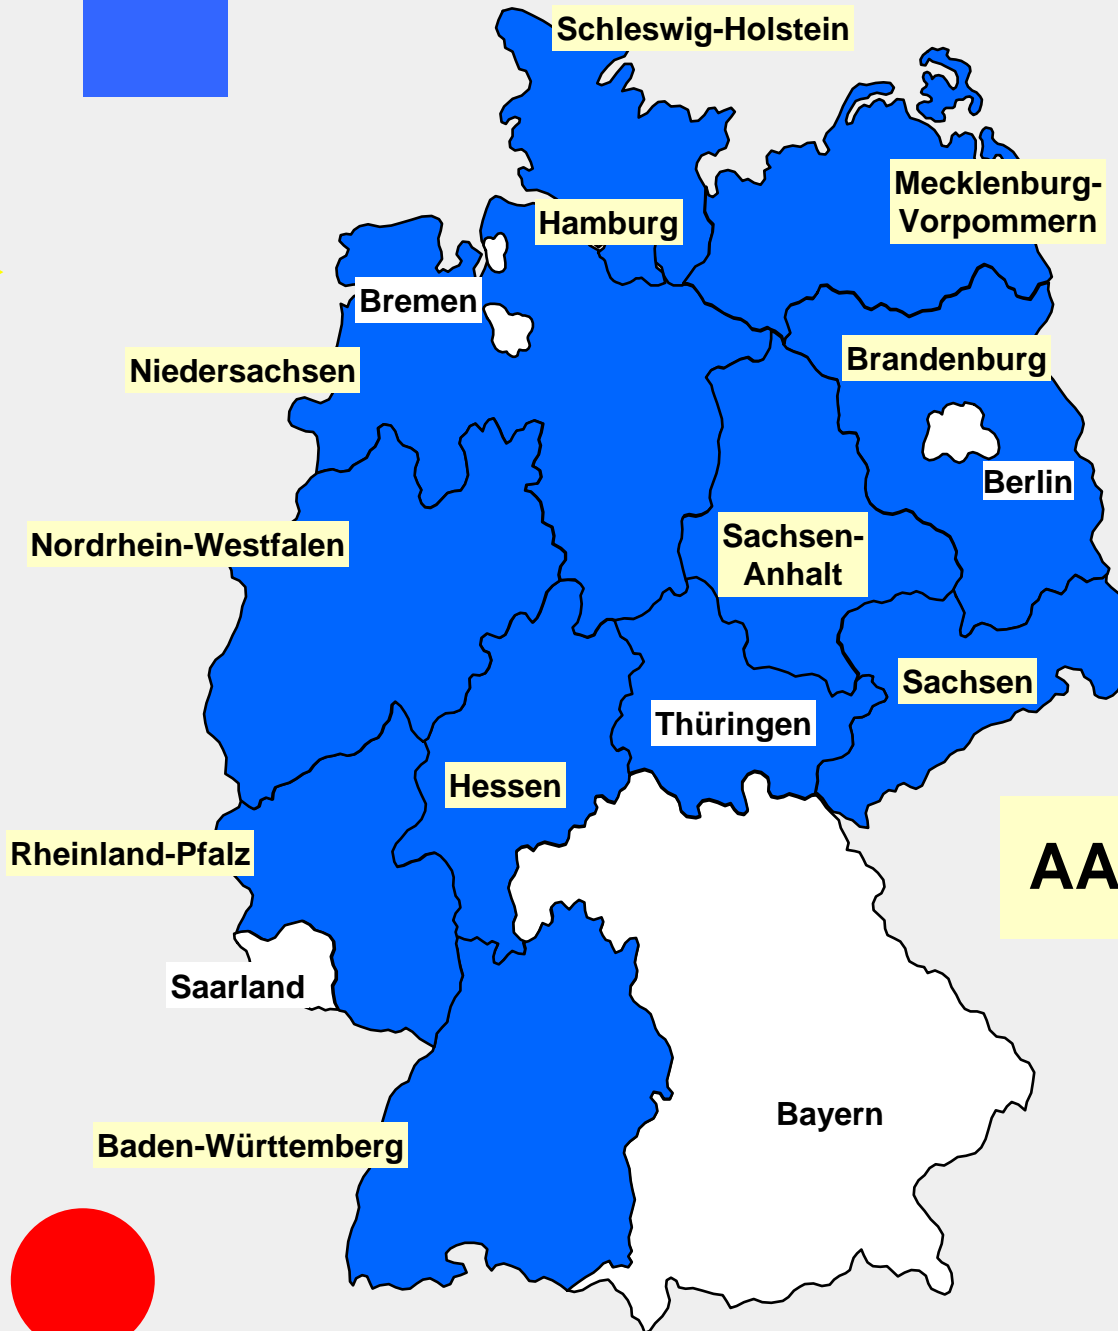 Schleswig-Holstein
Mecklenburg-
Vorpommern
Hamburg
Bremen
Niedersachsen
Brandenburg
Berlin
Nordrhein-Westfalen
Sachsen-
Anhalt
Sachsen
Thüringen
Hessen
Rheinland-Pfalz
AA
Saarland
Bayern
Baden-Württemberg